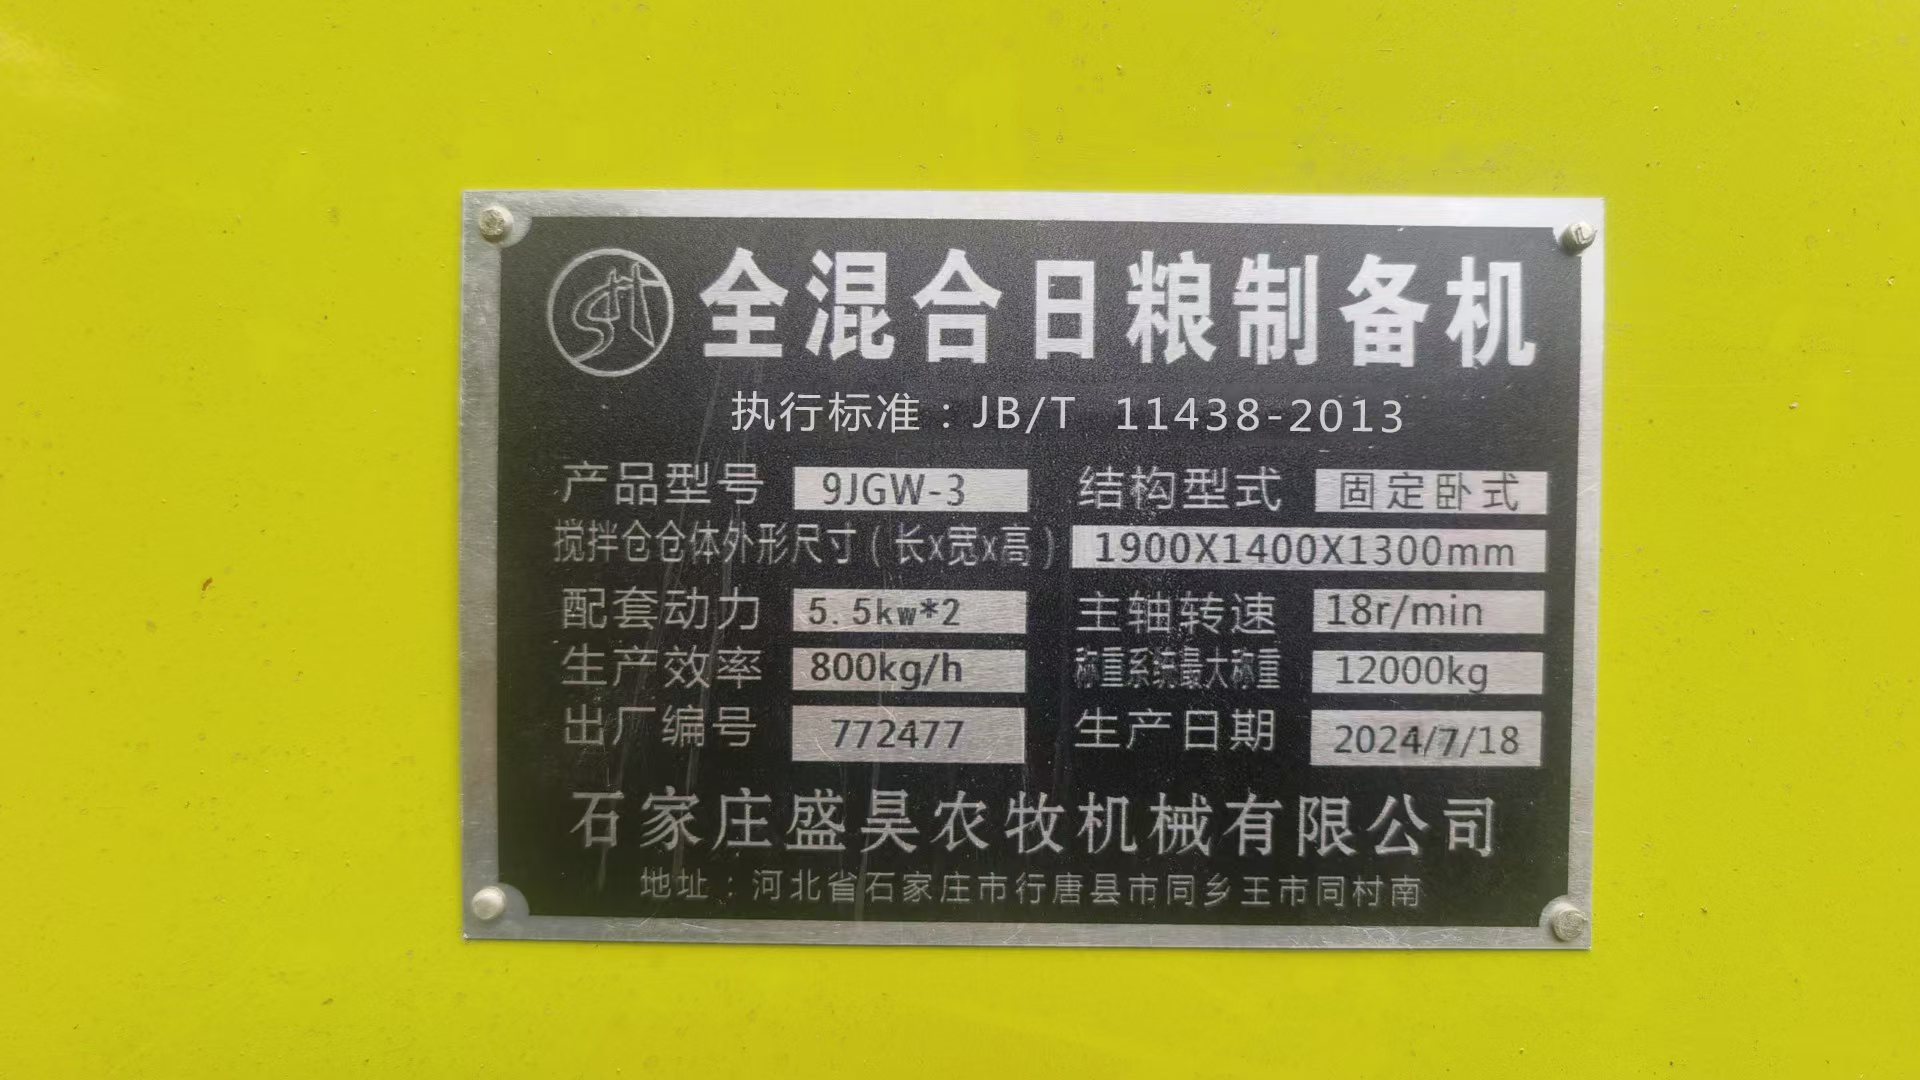 全混合日粮制备机
执行标准：JB/T 11438-2013
产品型号 9JGW-3 结构型式 固定卧式
搅拌仓仓体外形尺寸（长x宽x高） 1900X1400X1300mm
配套动力 5.5kw*2 主轴转速 18r/min
生产效率 800kg/h 称重系统最大称重 12000kg
出厂编号 772477 生产日期 2024/7/18
石家庄盛昊农牧机械有限公司
地址：河北省石家庄市行唐县市同乡王市同村南